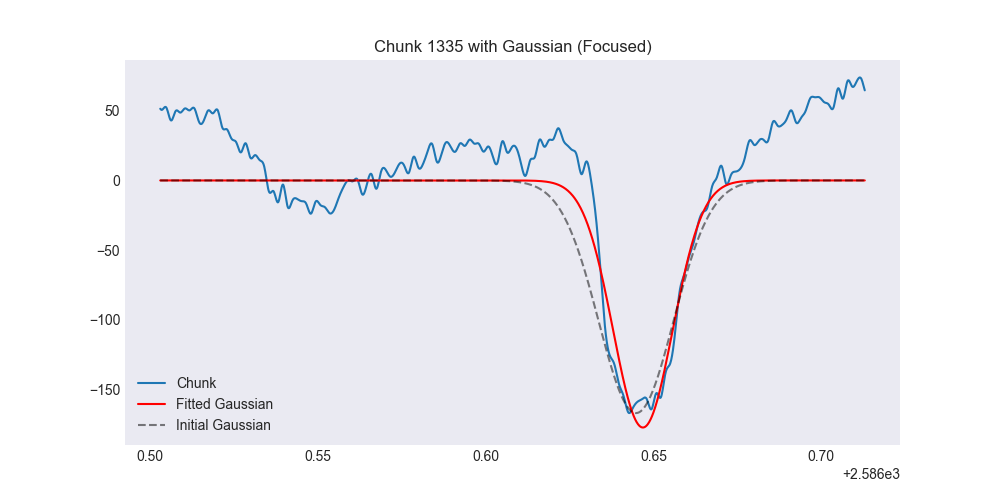 Chunk 1335 with Gaussian (Focused)
50
0
−50
−100
−150
Chunk
Fitted Gaussian
Initial Gaussian
0.50 0.55 0.60 0.65 0.70
+2.586e3